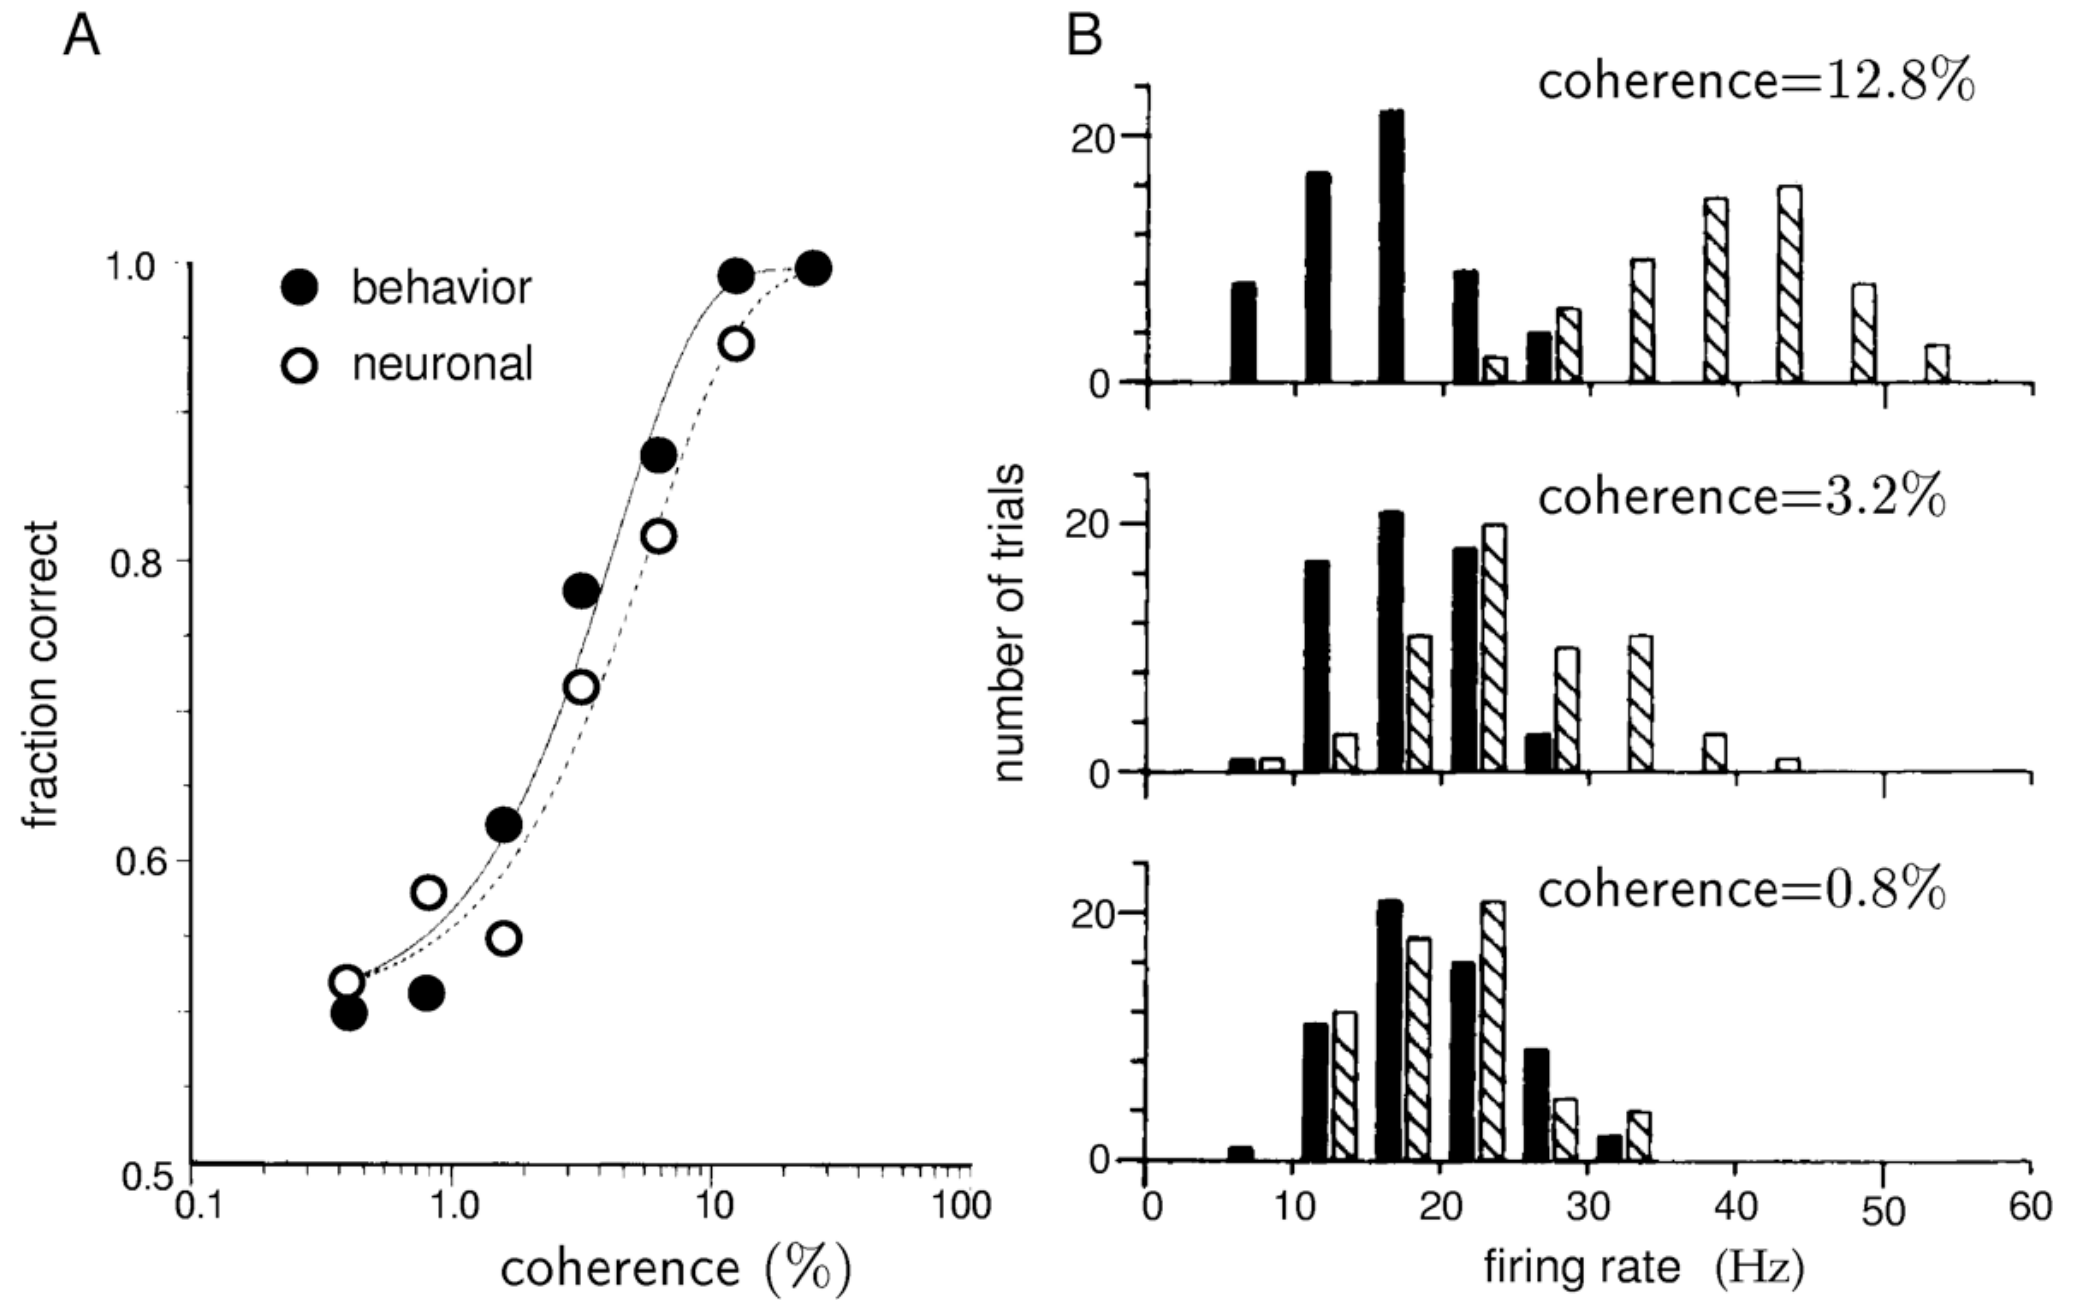 A
1.0
behavior
neuronal
0.8
0.6
0.5
fraction correct
0.1
1.0
10
100
coherence (%)
B
coherence=12.8%
20
0
coherence=3.2%
20
0
coherence=0.8%
20
0
number of trials
0
10
20
30
40
50
60
firing rate (Hz)